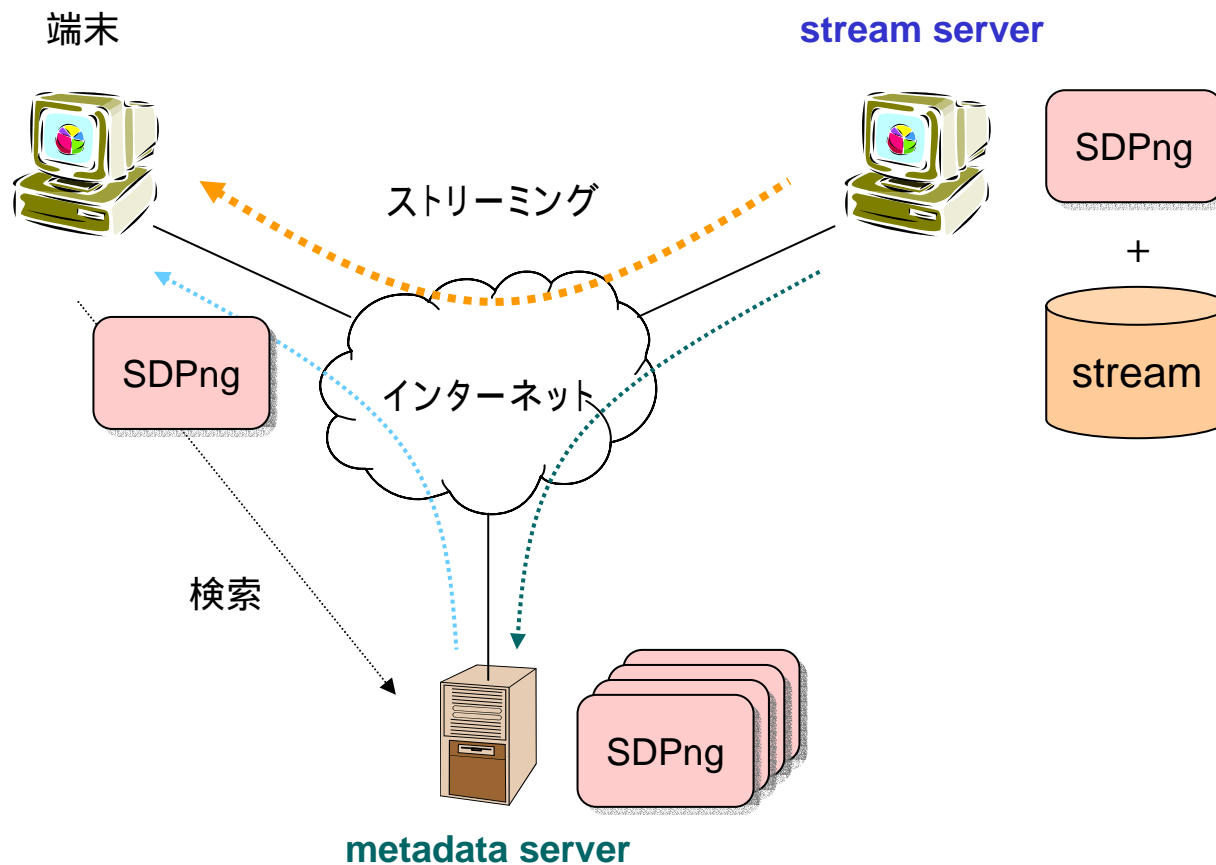 端末
stream server
SDPng
ストリーミング
+
SDPng
インターネット
stream
検索
SDPng
metadata server